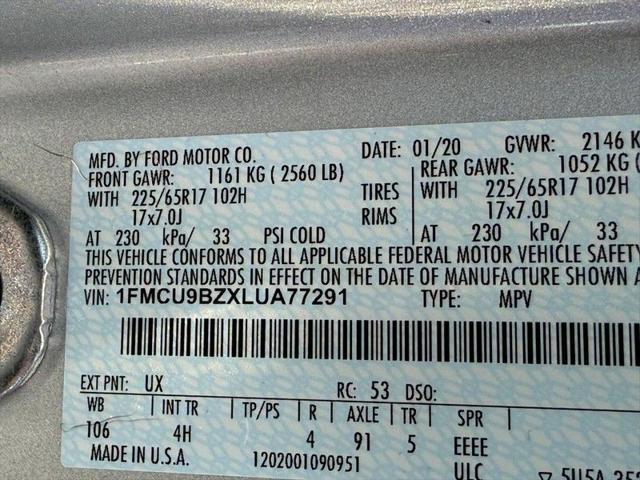 MFD. BY FORD MOTOR CO. DATE: 01/20 GVWR: 2146 K
FRONT GAWR: 1161 KG ( 2560 LB) REAR GAWR: 1052 KG (
WITH 225/65R17 102H TIRES WITH 225/65R17 102H
17x7.0J RIMS 17x7.0J
AT 230 kPa/ 33 PSI COLD AT 230 kPa/ 33
THIS VEHICLE CONFORMS TO ALL APPLICABLE FEDERAL MOTOR VEHICLE SAFETY
PREVENTION STANDARDS IN EFFECT ON THE DATE OF MANUFACTURE SHOWN A
VIN: 1FMCU9BZXLUA77291 TYPE: MPV
EXT PNT: UX RC: 53 DSO:
WB INT TR TP/PS R AXLE TR SPR
106 4H 4 91 5 EEEE
MADE IN U.S.A. 1202001090951 ULC ▽ 5U5A